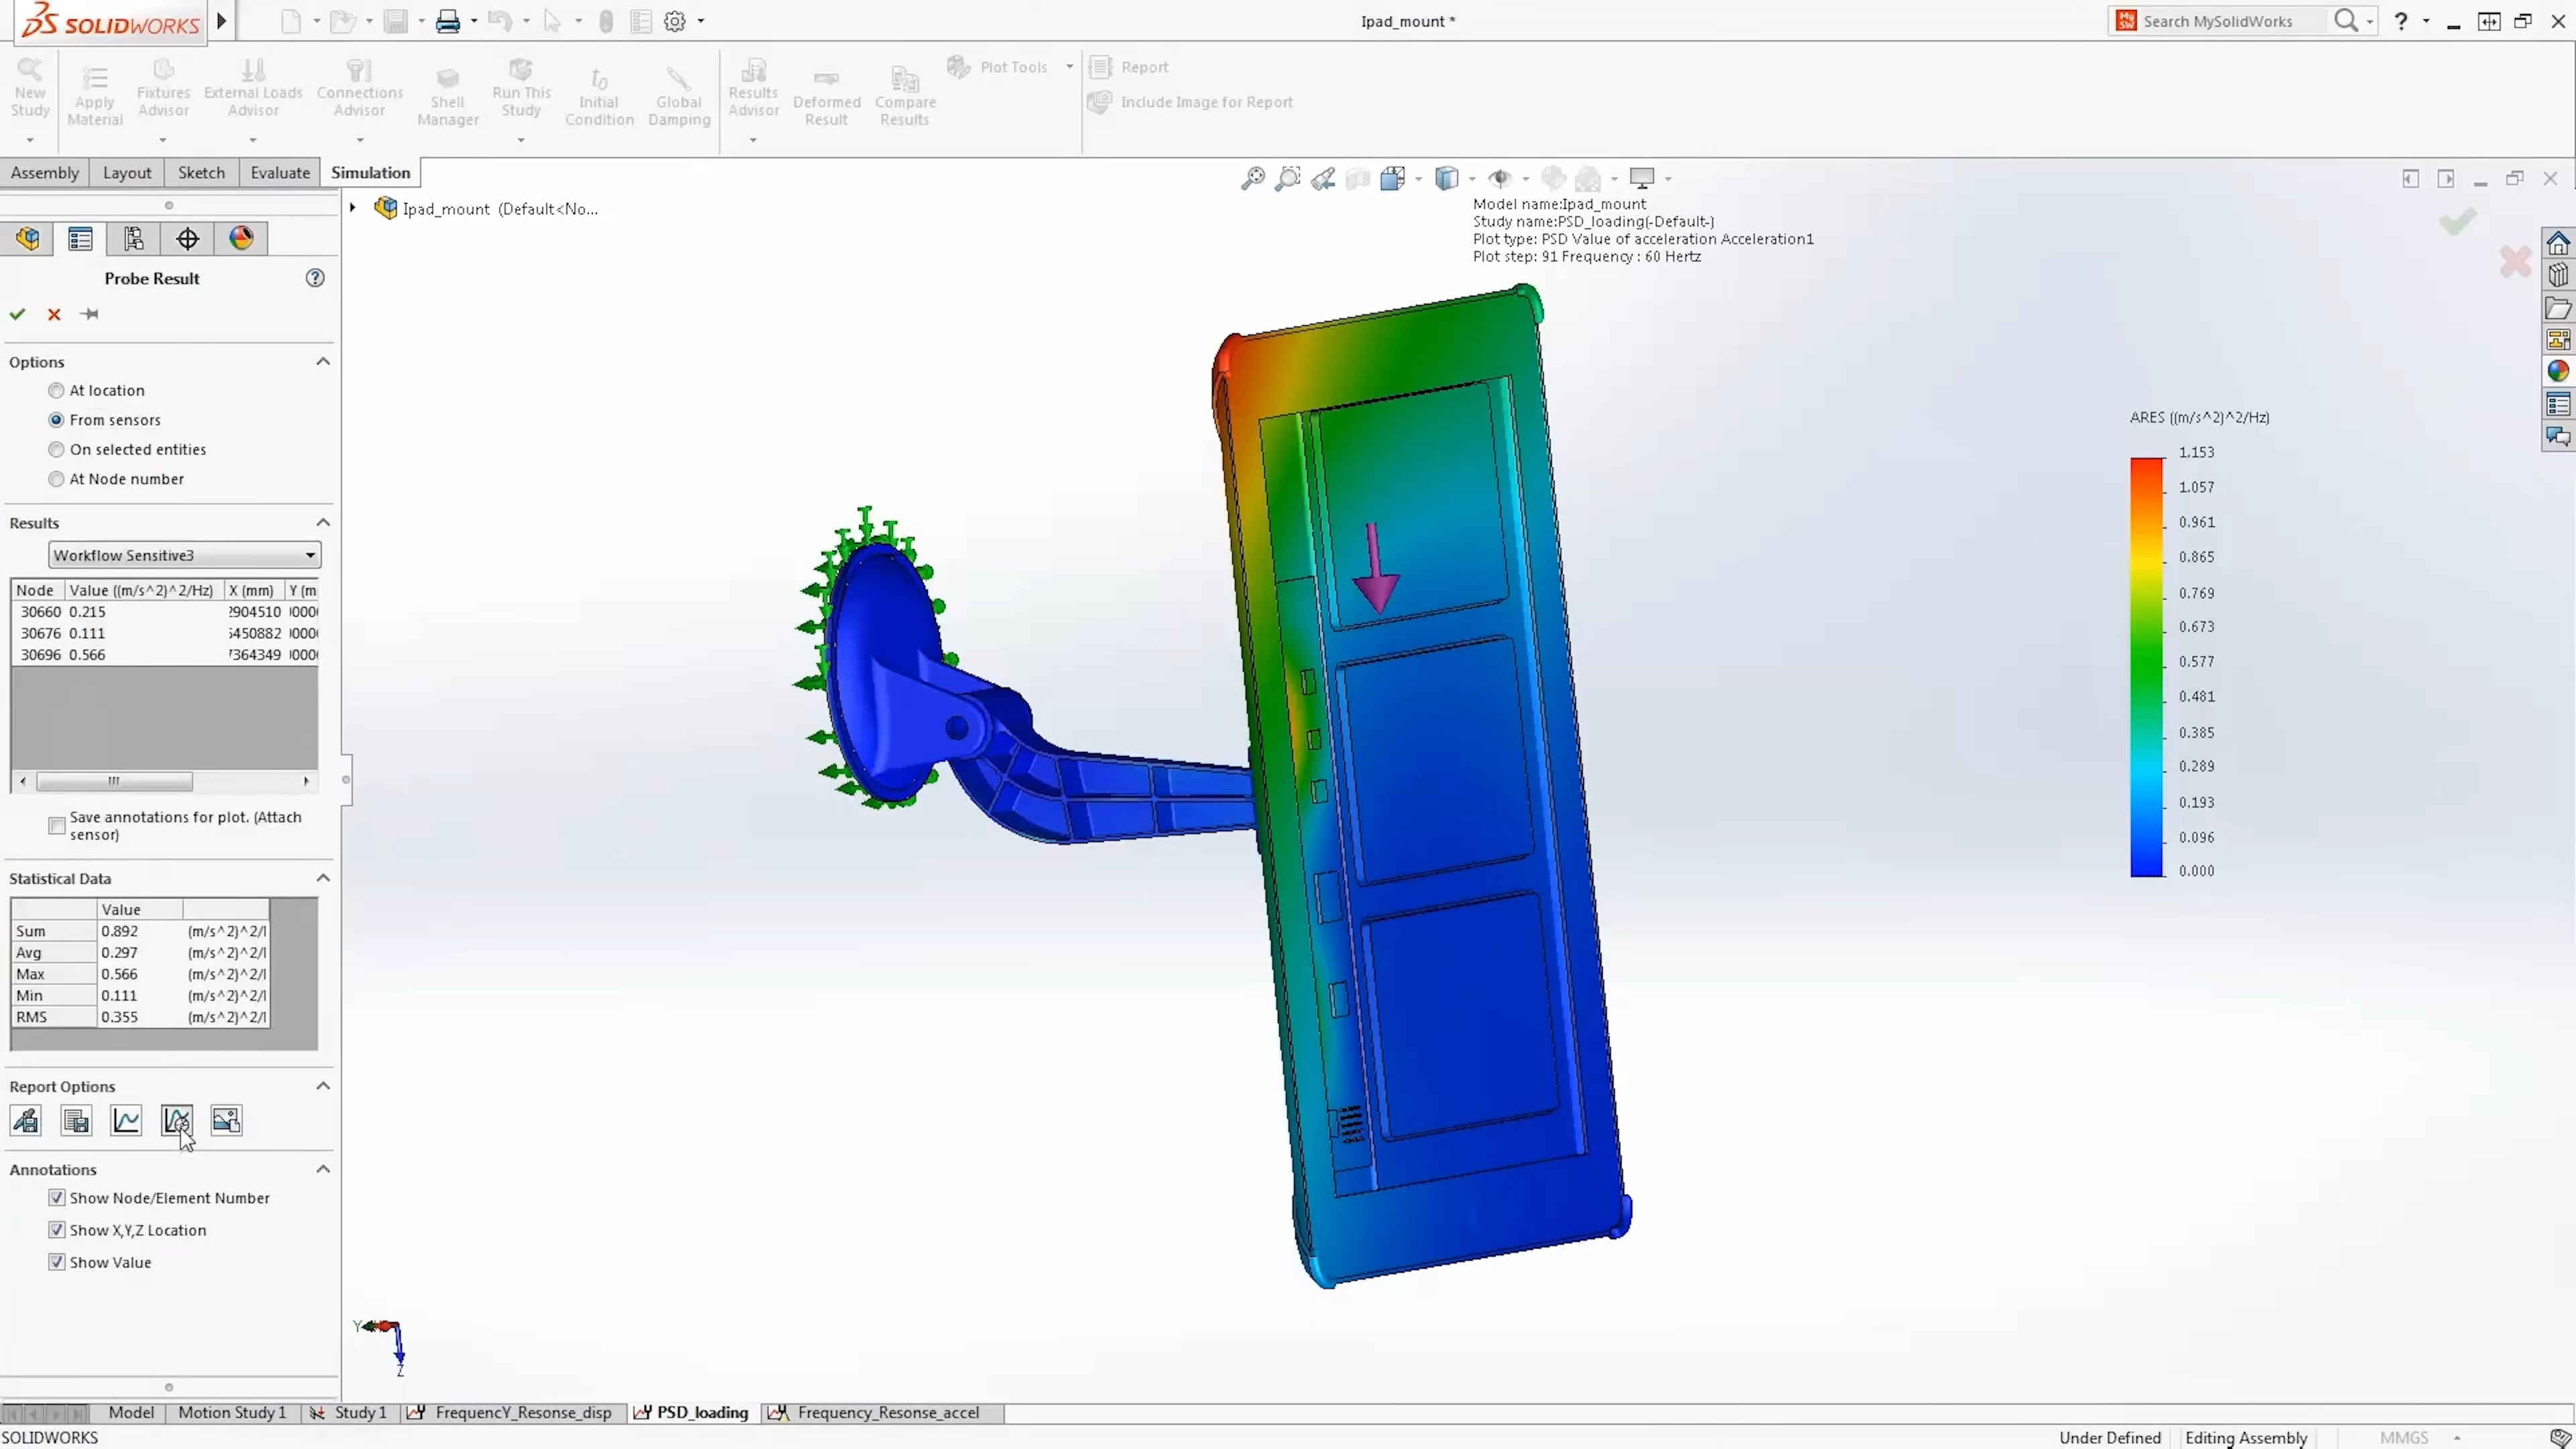 SOLIDWORKS
Ipad_mount *
Search MySolidWorks
New Study
Apply Material
Fixtures Advisor
External Loads Advisor
Connections Advisor
Shell Manager
Run This Study
Initial Condition
Global Damping
Results Advisor
Deformed Result
Compare Results
Plot Tools
Report
Include Image for Report
Assembly Layout Sketch Evaluate Simulation
Ipad_mount (Default<No...
Model name:Ipad_mount
Study name:PSD_loading(-Default-)
Plot type: PSD Value of acceleration Acceleration1
Plot step: 91 Frequency : 60 Hertz
Probe Result
Options
At location
From sensors
On selected entities
At Node number
Results
Workflow Sensitive3
Node Value ((m/s^2)^2/Hz) X (mm) Y (m
30660 0.215 2904510
30676 0.111 6450882
30696 0.566 7364349
Save annotations for plot. (Attach
sensor)
Statistical Data
Value
Sum 0.892 (m/s^2)^2/
Avg 0.297 (m/s^2)^2/
Max 0.566 (m/s^2)^2/
Min 0.111 (m/s^2)^2/
RMS 0.355 (m/s^2)^2/
Report Options
Annotations
Show Node/Element Number
Show X,Y,Z Location
Show Value
ARES ((m/s^2)^2/Hz)
1.153
1.057
0.961
0.865
0.769
0.673
0.577
0.481
0.385
0.289
0.193
0.096
0.000
Y
Z
Model Motion Study 1 Study 1 FrequencY_Resonse_disp PSD_loading Frequency_Resonse_accel
SOLIDWORKS Under Defined Editing Assembly MMGS